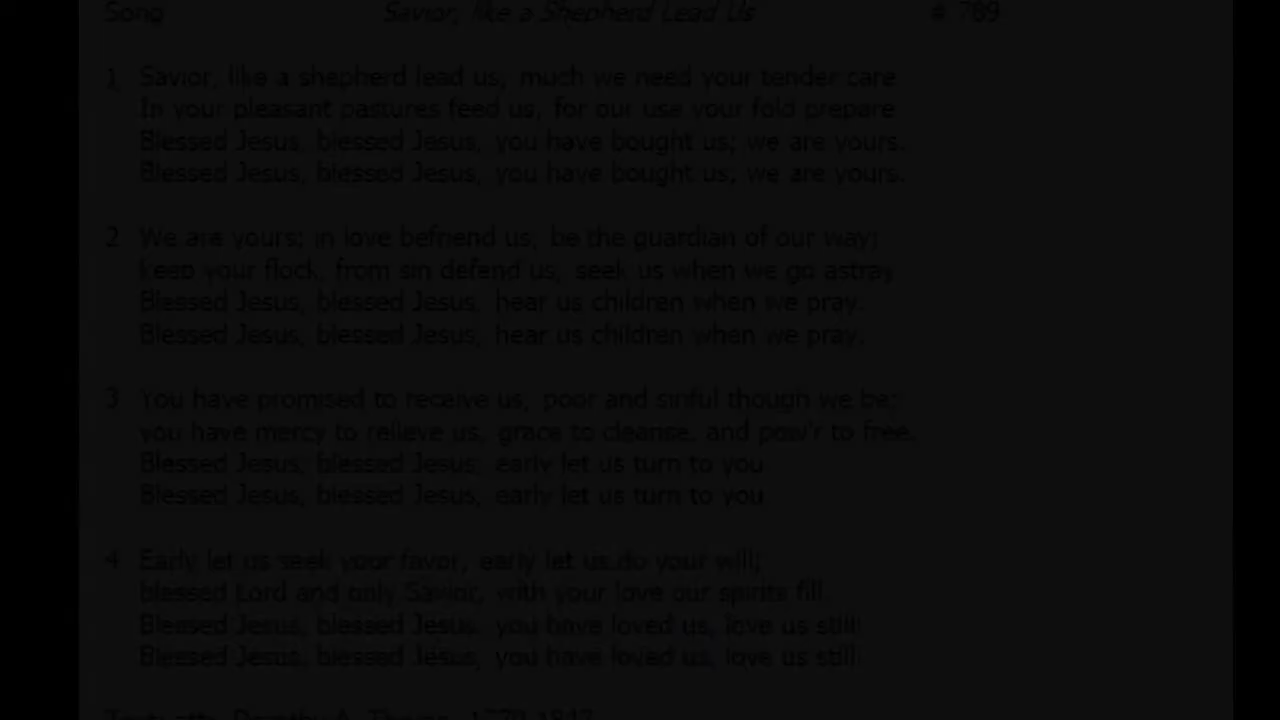 Song Savior, like a Shepherd Lead Us # 789
1 Savior, like a shepherd lead us; much we need your tender care
In your pleasant pastures feed us, for our use your fold prepare
Blessed Jesus, blessed Jesus, you have bought us; we are yours.
Blessed Jesus, blessed Jesus, you have bought us; we are yours.
2 We are yours; in love befriend us, be the guardian of our way;
keep your flock, from sin defend us, seek us when we go astray
Blessed Jesus, blessed Jesus, hear us children when we pray.
Blessed Jesus, blessed Jesus, hear us children when we pray.
3 You have promised to receive us, poor and sinful though we be;
you have mercy to relieve us, grace to cleanse, and pow'r to free.
Blessed Jesus, blessed Jesus, early let us turn to you
Blessed Jesus, blessed Jesus, early let us turn to you
4 Early let us seek your favor, early let us do your will;
blessed Lord and only Savior, with your love our spirits fill.
Blessed Jesus, blessed Jesus, you have loved us, love us still!
Blessed Jesus, blessed Jesus, you have loved us, love us still.